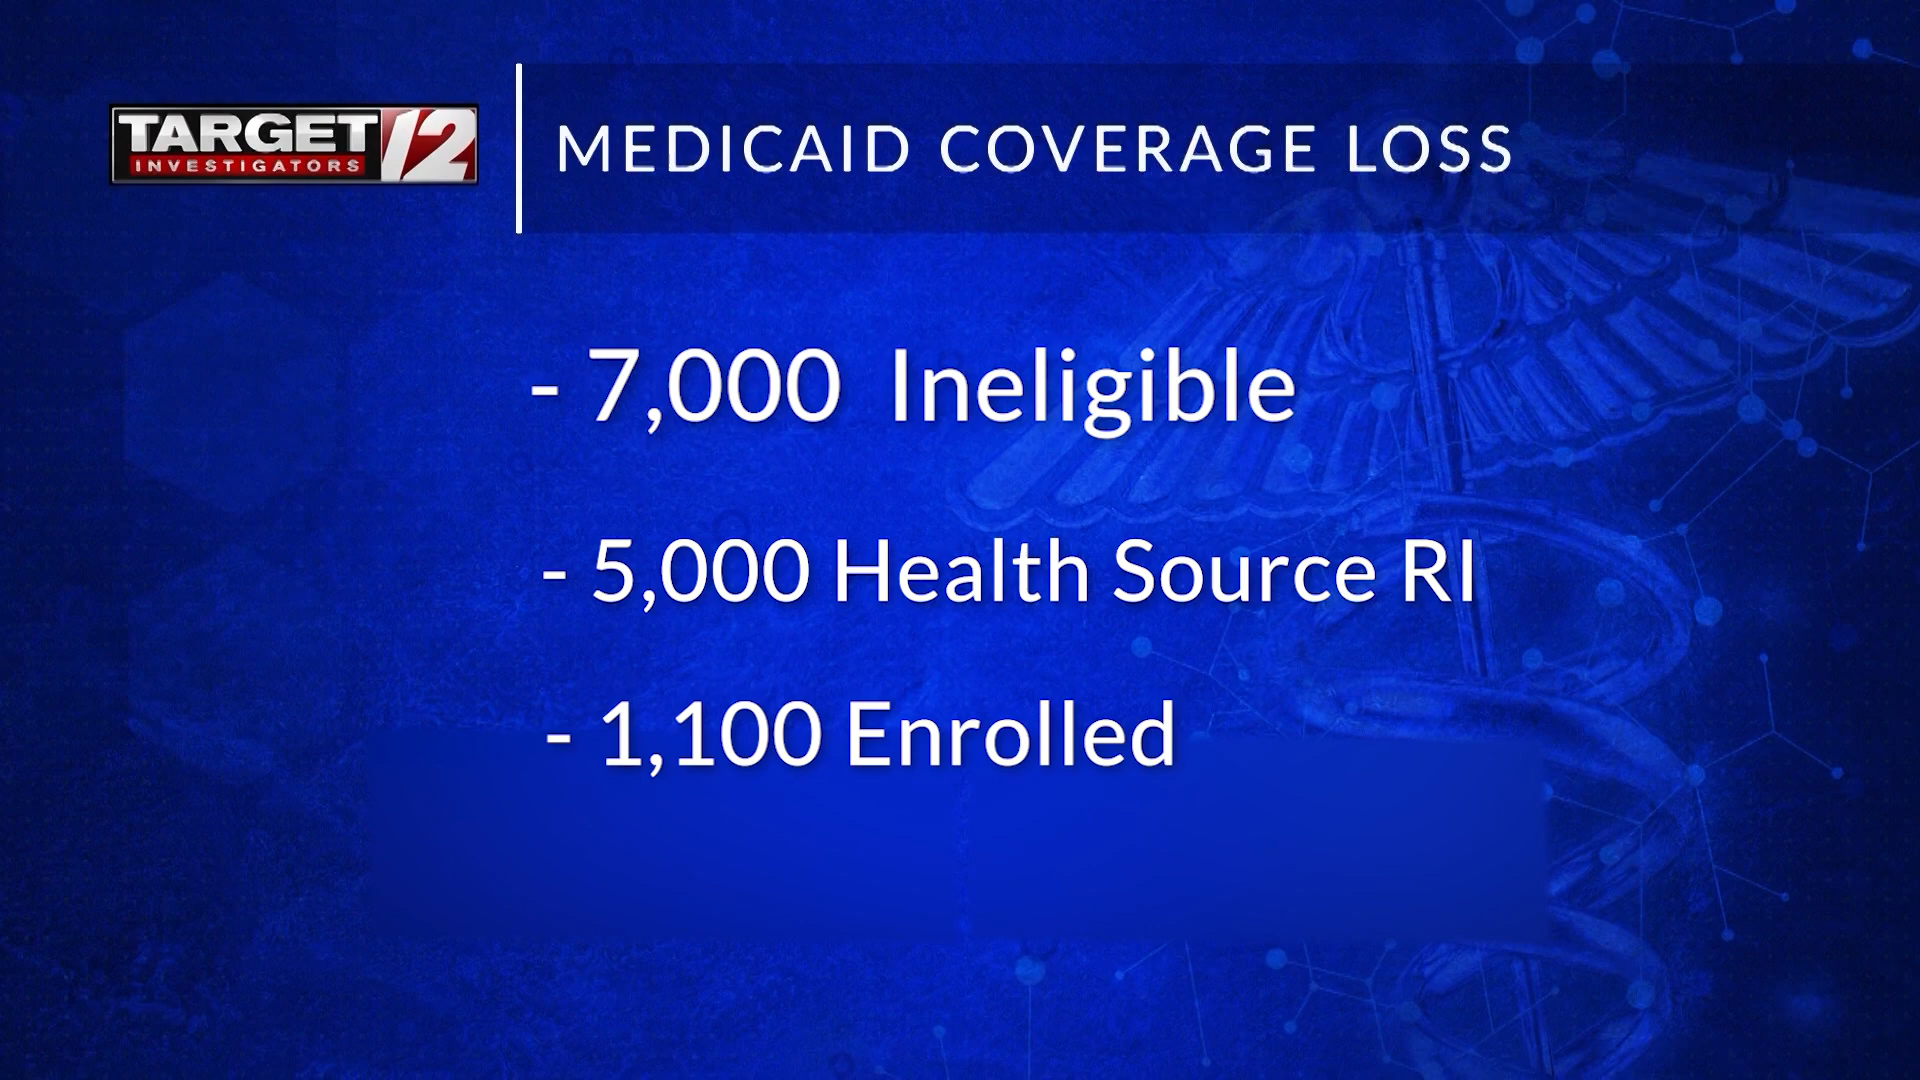 TARGET 12
INVESTIGATORS
MEDICAID COVERAGE LOSS
- 7,000 Ineligible
- 5,000 Health Source RI
- 1,100 Enrolled